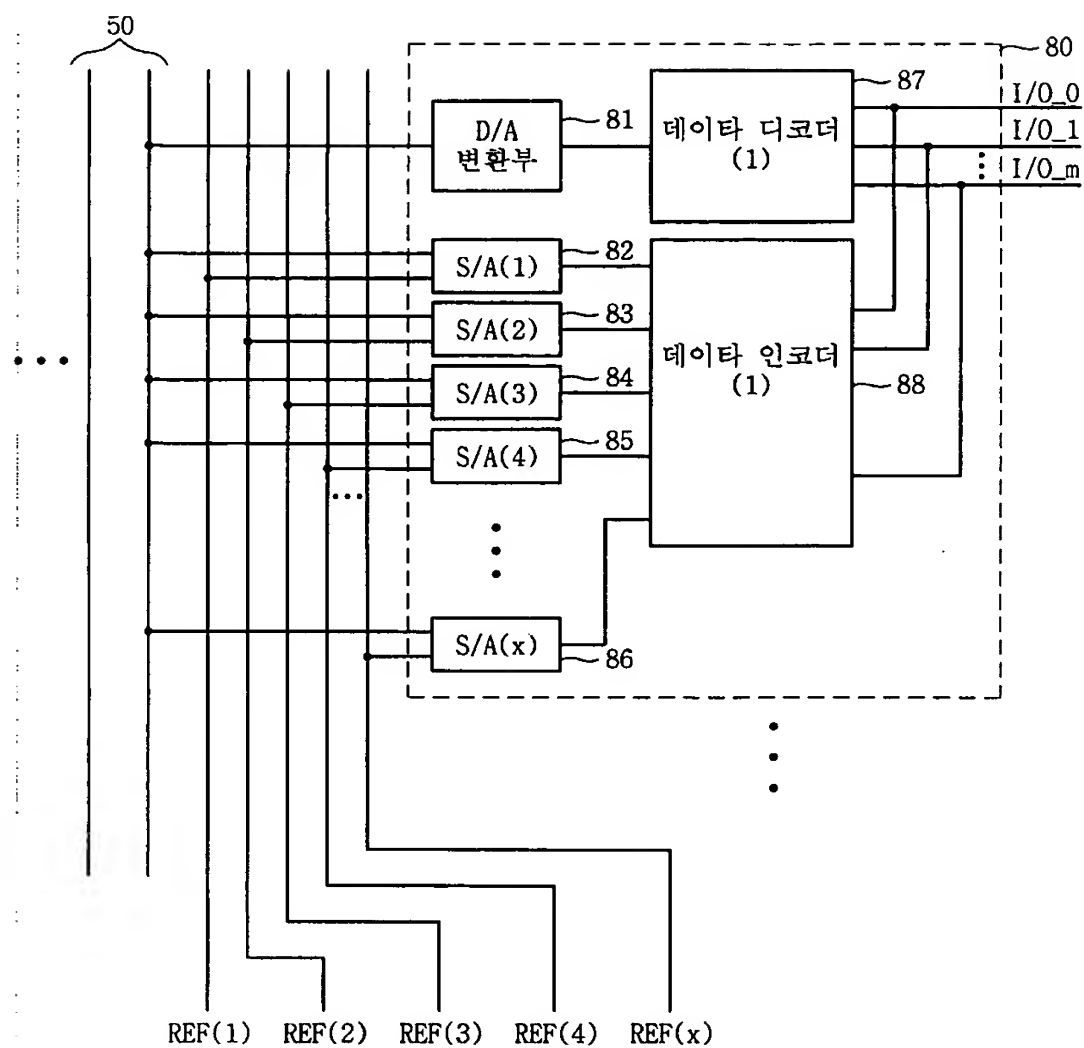 50
80
87
I/O_0
D/A
변환부
81
데이타 디코더
(1)
I/O_1
I/O_m
S/A(1)
82
S/A(2)
83
데이타 인코더
(1)
S/A(3)
84
88
S/A(4)
85
S/A(x)
86
REF(1)
REF(2)
REF(3)
REF(4)
REF(x)